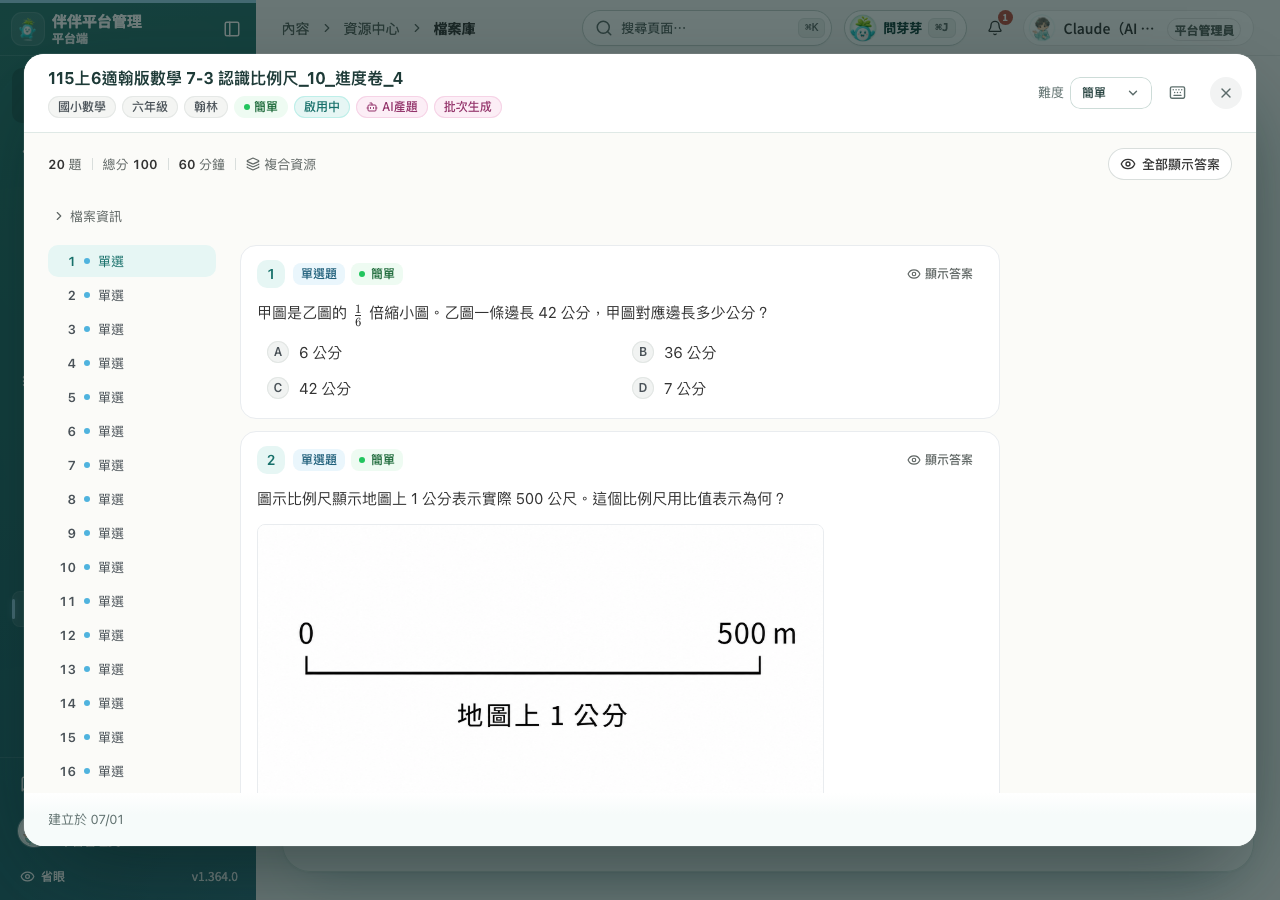 伴伴平台管理
平台端
內容 > 資源中心 > 檔案庫
搜尋頁面… ⌘K
問芽芽 ⌘J
1
Claude（AI … 平台管理員
115上6適翰版數學 7-3 認識比例尺_10_進度卷_4
國小數學 六年級 翰林 簡單 啟用中 AI產題 批次生成
難度 簡單
20 題 總分 100 60 分鐘 複合資源
全部顯示答案
檔案資訊
1 單選
2 單選
3 單選
4 單選
5 單選
6 單選
7 單選
8 單選
9 單選
10 單選
11 單選
12 單選
13 單選
14 單選
15 單選
16 單選
1 單選題 簡單 顯示答案
甲圖是乙圖的 1/6 倍縮小圖。乙圖一條邊長 42 公分，甲圖對應邊長多少公分？
A 6 公分
B 36 公分
C 42 公分
D 7 公分
2 單選題 簡單 顯示答案
圖示比例尺顯示地圖上 1 公分表示實際 500 公尺。這個比例尺用比值表示為何？
0 500 m
地圖上 1 公分
建立於 07/01
省眼 v1.364.0